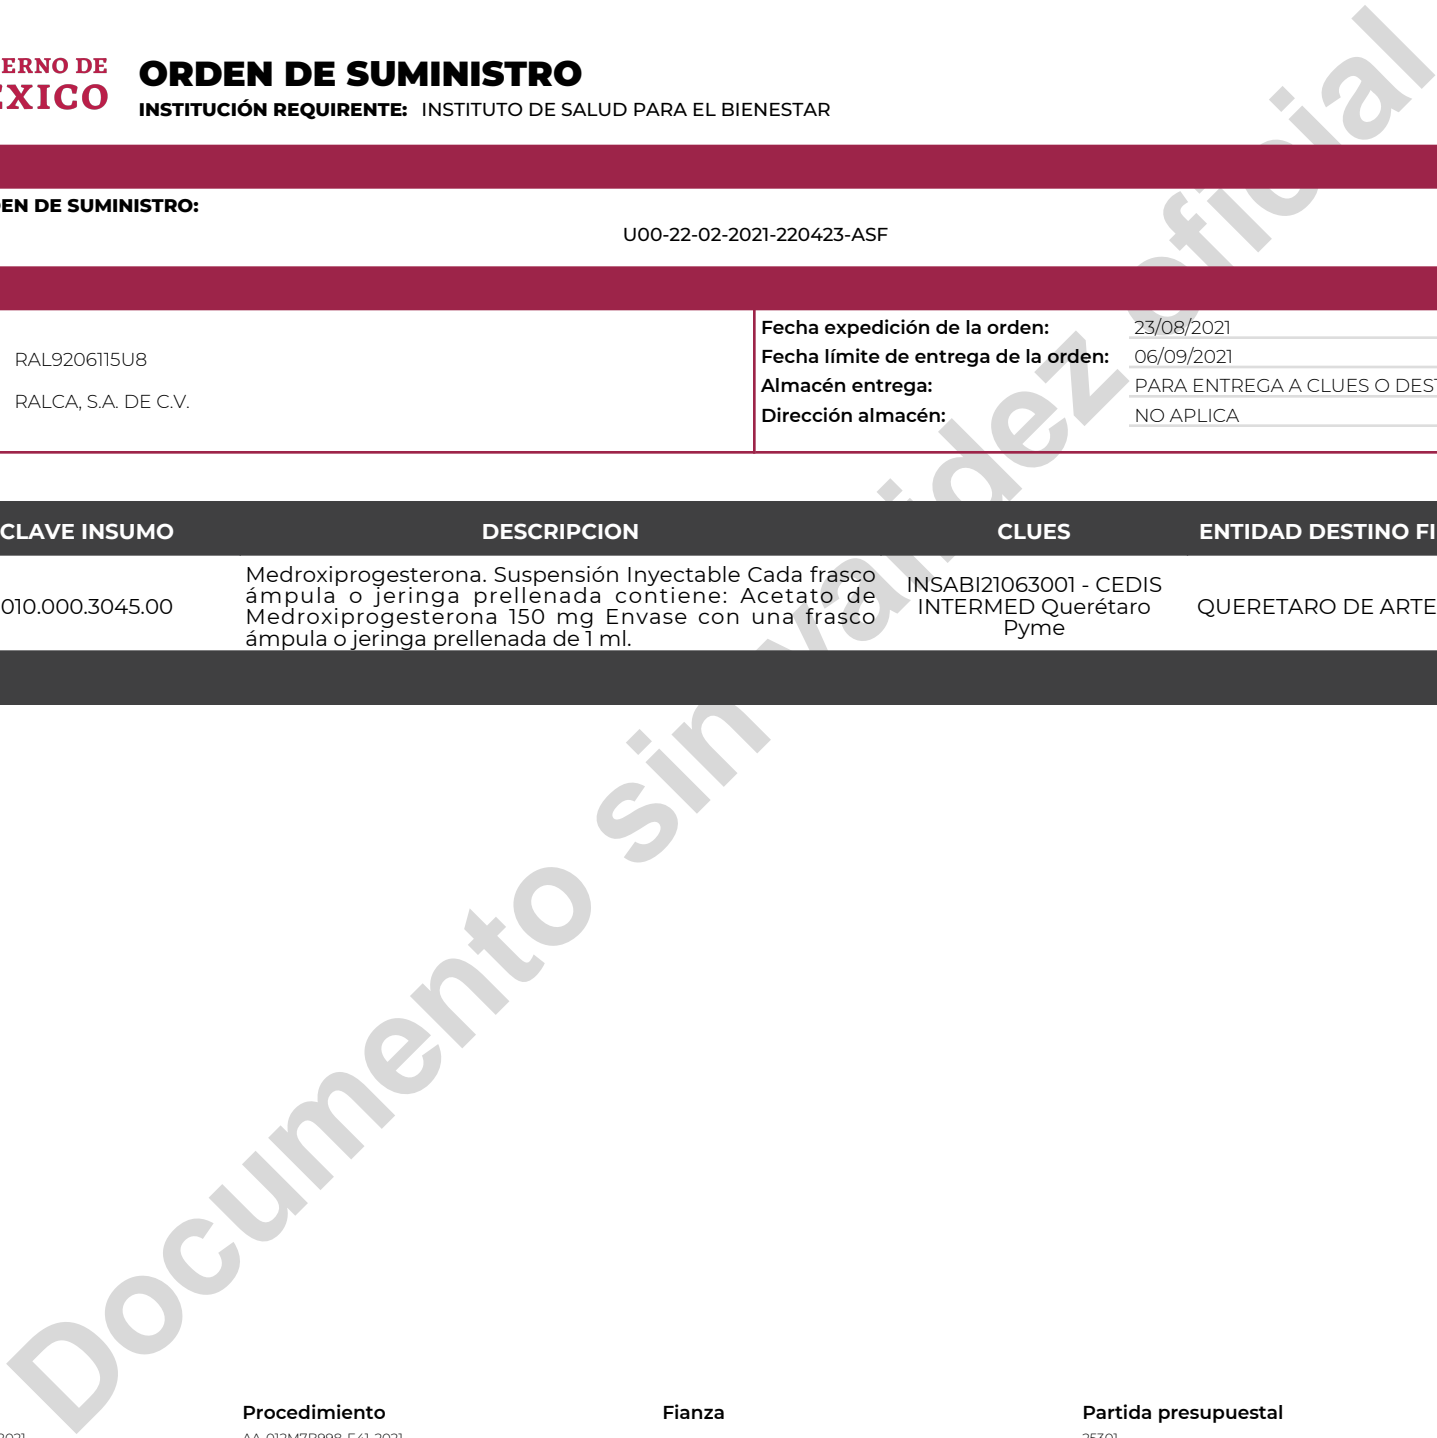 ERNO DE
ÉXICO
ORDEN DE SUMINISTRO
INSTITUCIÓN REQUIRENTE: INSTITUTO DE SALUD PARA EL BIENESTAR
EN DE SUMINISTRO:
U00-22-02-2021-220423-ASF
RAL9206115U8
RALCA, S.A. DE C.V.
Fecha expedición de la orden: 23/08/2021
Fecha límite de entrega de la orden: 06/09/2021
Almacén entrega: PARA ENTREGA A CLUES O DES
Dirección almacén: NO APLICA
CLAVE INSUMO DESCRIPCION CLUES ENTIDAD DESTINO FI
010.000.3045.00
Medroxiprogesterona. Suspensión Inyectable Cada frasco
ámpula o jeringa prellenada contiene: Acetato de
Medroxiprogesterona 150 mg Envase con una frasco
ámpula o jeringa prellenada de 1 ml.
INSABI21063001 - CEDIS
INTERMED Querétaro
Pyme
QUERETARO DE ARTE
Documento sin validez oficial
Procedimiento Fianza Partida presupuestal